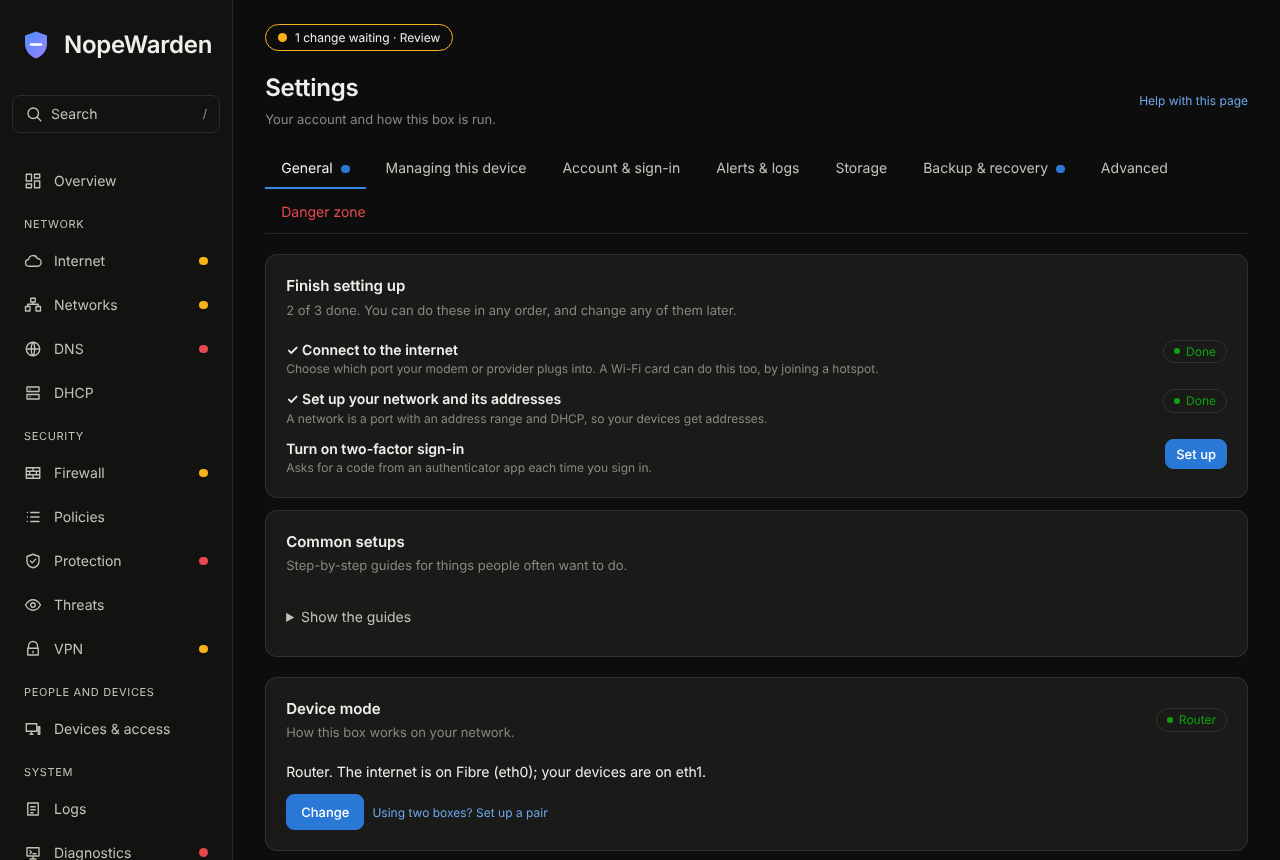 NopeWarden
Search /
Overview
NETWORK
Internet
Networks
DNS
DHCP
SECURITY
Firewall
Policies
Protection
Threats
VPN
PEOPLE AND DEVICES
Devices & access
SYSTEM
Logs
Diagnostics
1 change waiting · Review
Settings
Your account and how this box is run.
Help with this page
General
Managing this device
Account & sign-in
Alerts & logs
Storage
Backup & recovery
Advanced
Danger zone
Finish setting up
2 of 3 done. You can do these in any order, and change any of them later.
✓ Connect to the internet
Choose which port your modem or provider plugs into. A Wi-Fi card can do this too, by joining a hotspot.
Done
✓ Set up your network and its addresses
A network is a port with an address range and DHCP, so your devices get addresses.
Done
Turn on two-factor sign-in
Asks for a code from an authenticator app each time you sign in.
Set up
Common setups
Step-by-step guides for things people often want to do.
Show the guides
Device mode
How this box works on your network.
Router
Router. The internet is on Fibre (eth0); your devices are on eth1.
Change
Using two boxes? Set up a pair